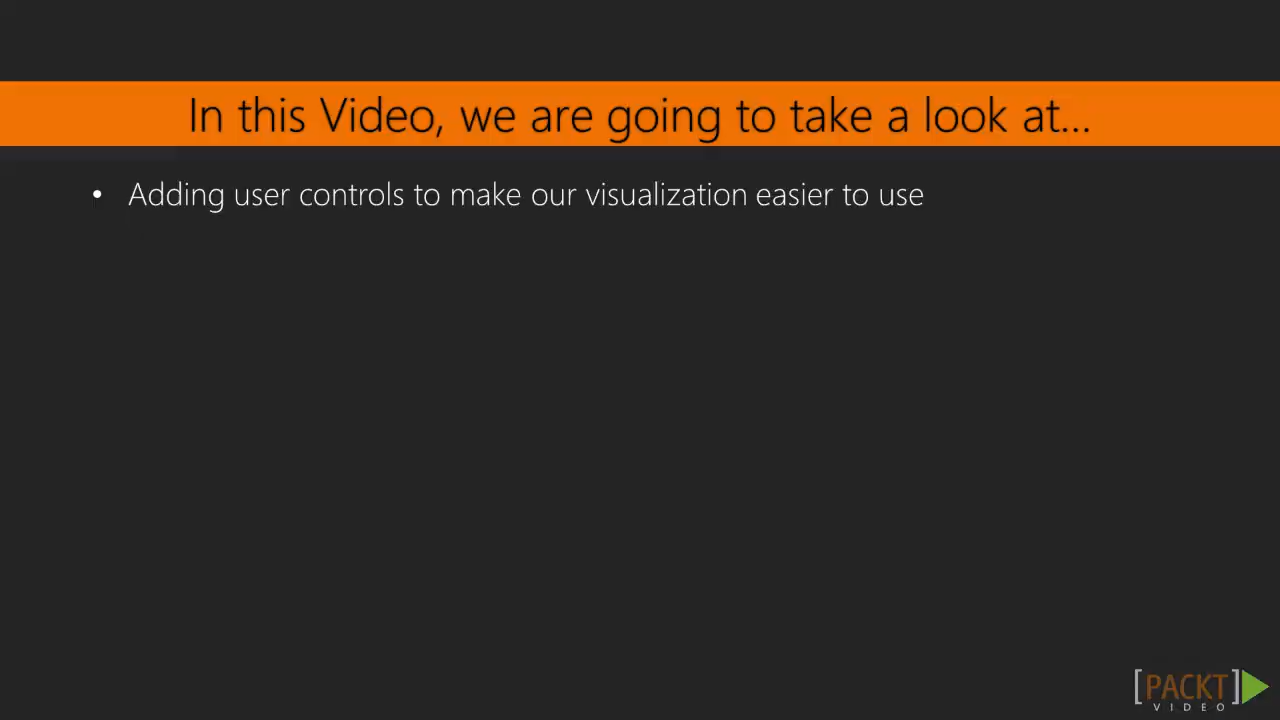 In this Video, we are going to take a look at...
• Adding user controls to make our visualization easier to use
[PACKT]
VIDEO